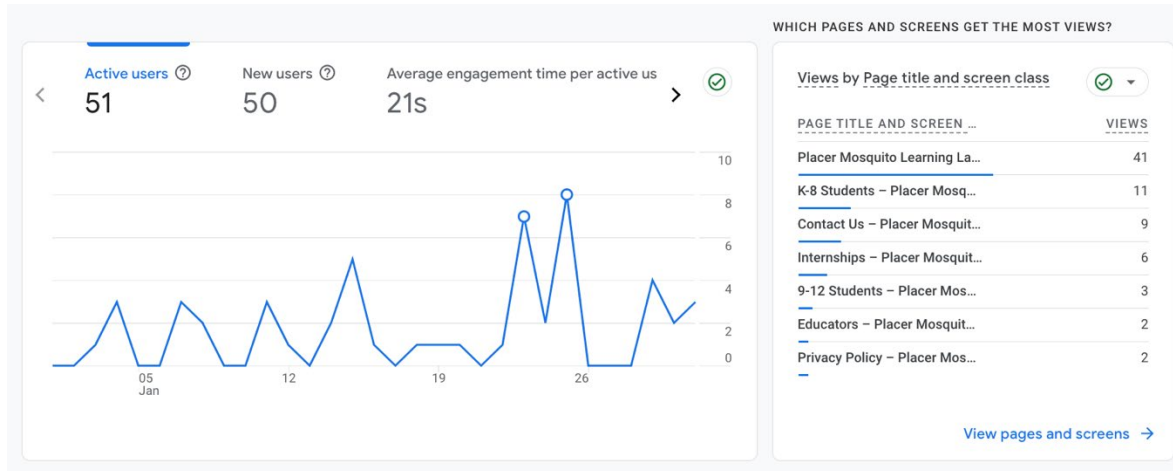 WHICH PAGES AND SCREENS GET THE MOST VIEWS?
Active users
51
New users
50
Average engagement time per active us
21s
10
8
6
4
2
0
05
Jan
12
19
26
Views by Page title and screen class
PAGE TITLE AND SCREEN ... VIEWS
Placer Mosquito Learning La... 41
K-8 Students – Placer Mosq... 11
Contact Us – Placer Mosquit... 9
Internships – Placer Mosquit... 6
9-12 Students – Placer Mos... 3
Educators – Placer Mosquit... 2
Privacy Policy – Placer Mos... 2
View pages and screens